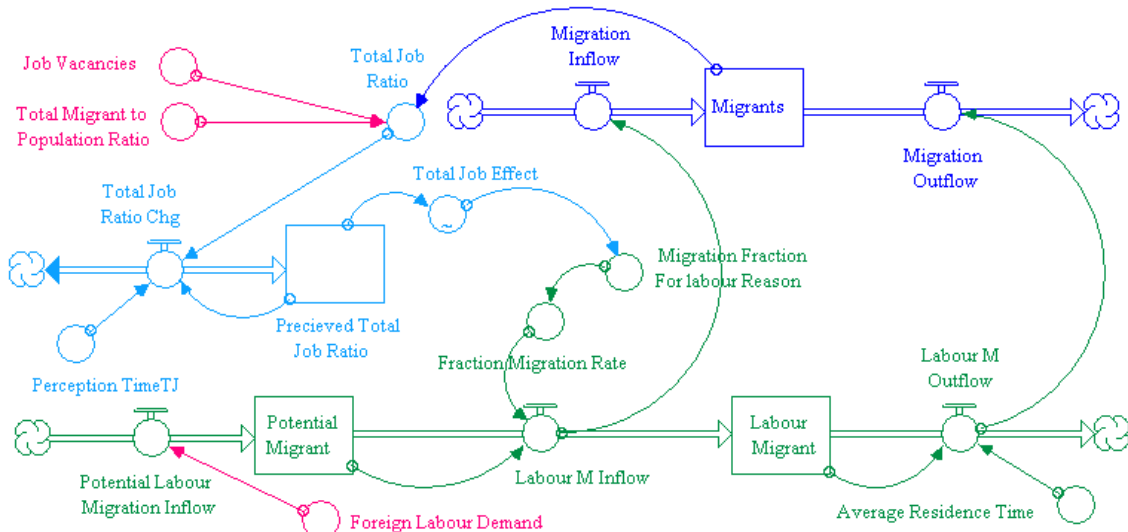 Job Vacancies
Total Migrant to
Population Ratio
Total Job
Ratio
Migration
Inflow
Migrants
Migration
Outflow
Total Job Effect
Total Job
Ratio Chg
~
Migration Fraction
For labour Reason
Precieved Total
Job Ratio
Fraction Migration Rate
Perception TimeTJ
Labour M
Outflow
Potential
Migrant
Labour
Migrant
Potential Labour
Migration Inflow
Labour M Inflow
Foreign Labour Demand
Average Residence Time